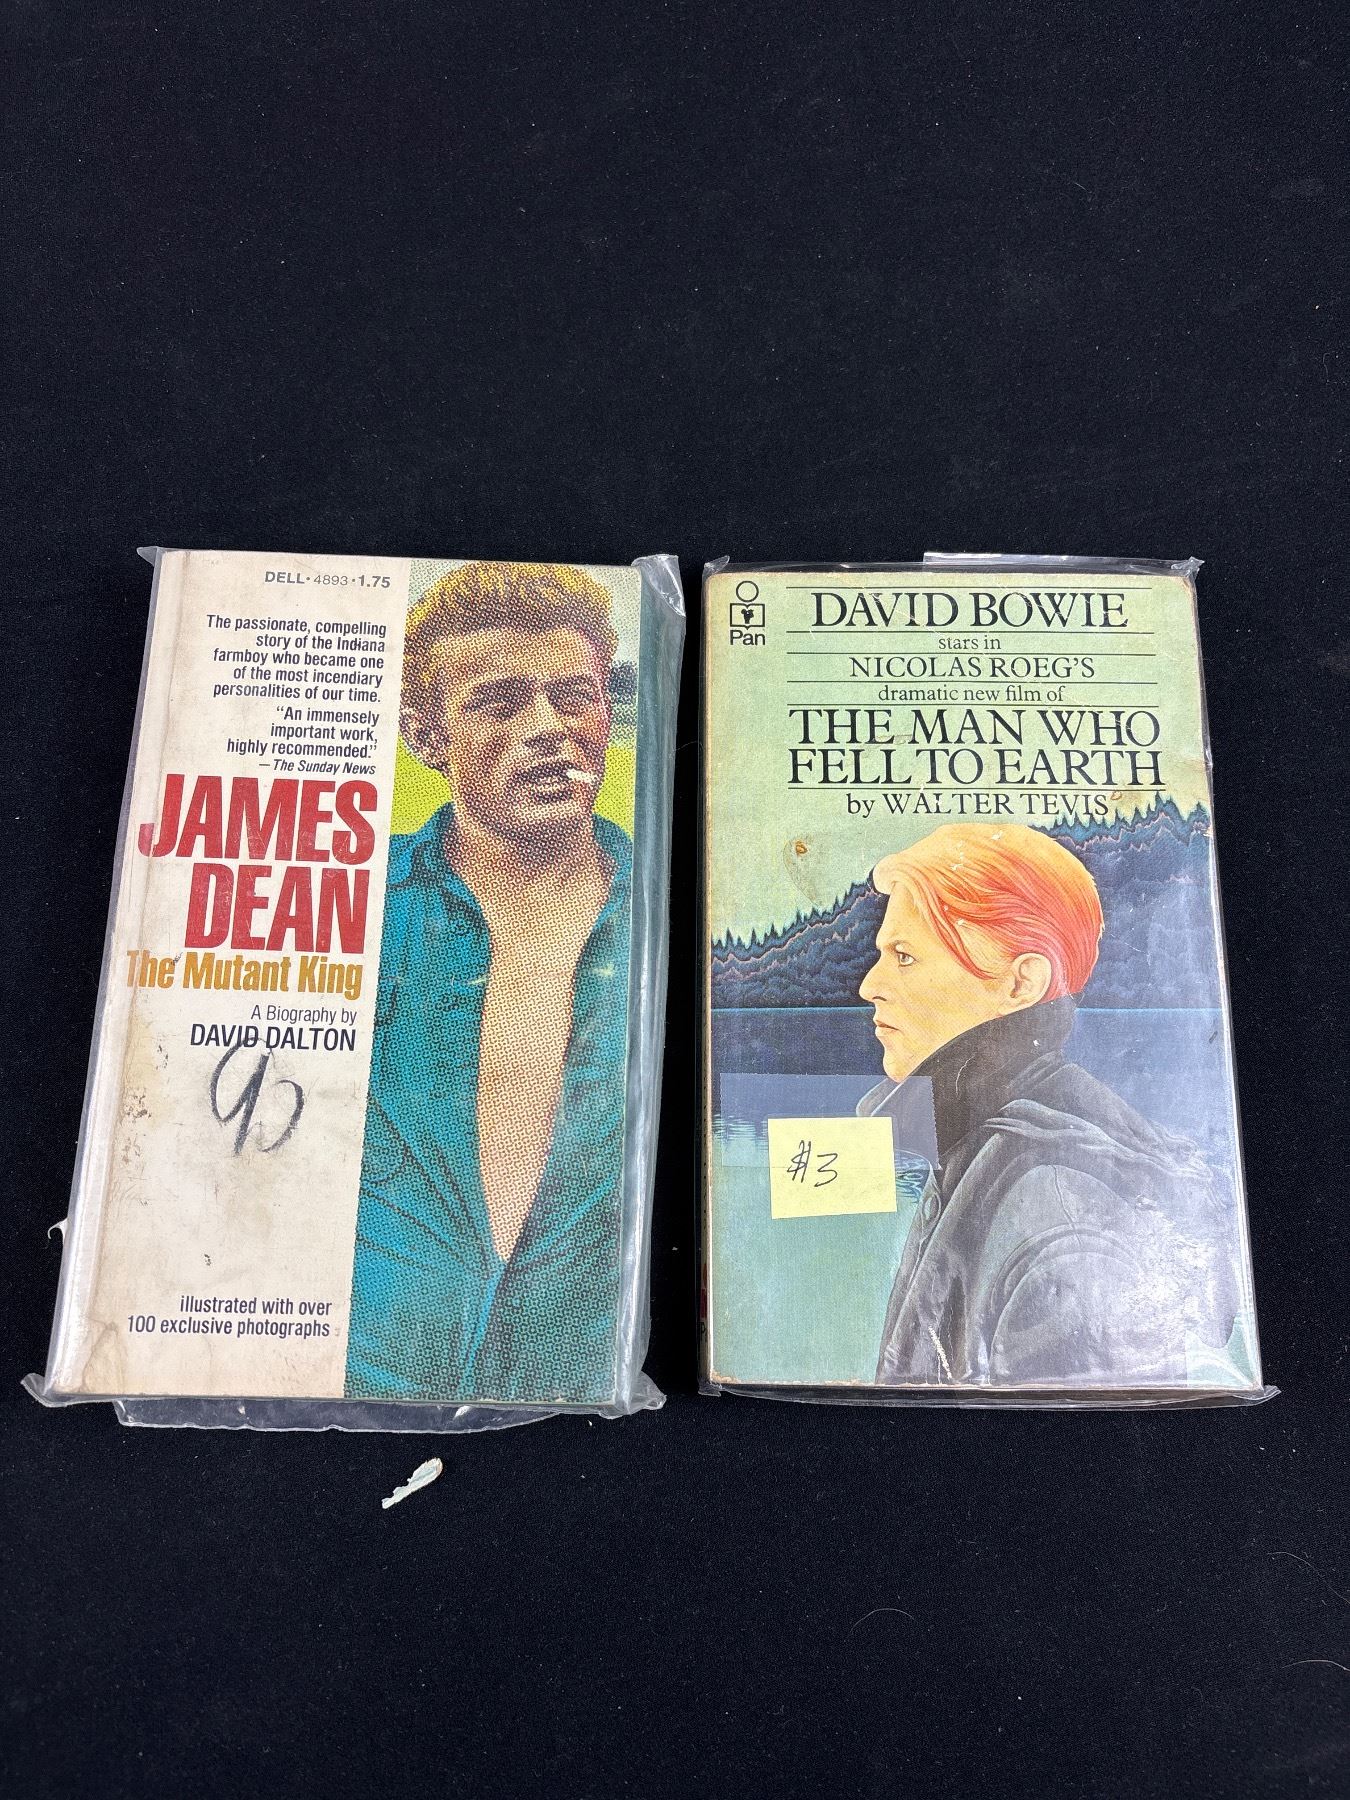 DELL·4893·1.75
The passionate, compelling
story of the Indiana
farmboy who became one
of the most incendiary
personalities of our time.
"An immensely
important work,
highly recommended."
—The Sunday News
JAMES
DEAN
The Mutant King
A Biography by
DAVID DALTON
illustrated with over
100 exclusive photographs
Pan
DAVID BOWIE
stars in
NICOLAS ROEG'S
dramatic new film of
THE MAN WHO
FELL TO EARTH
by WALTER TEVIS
#3